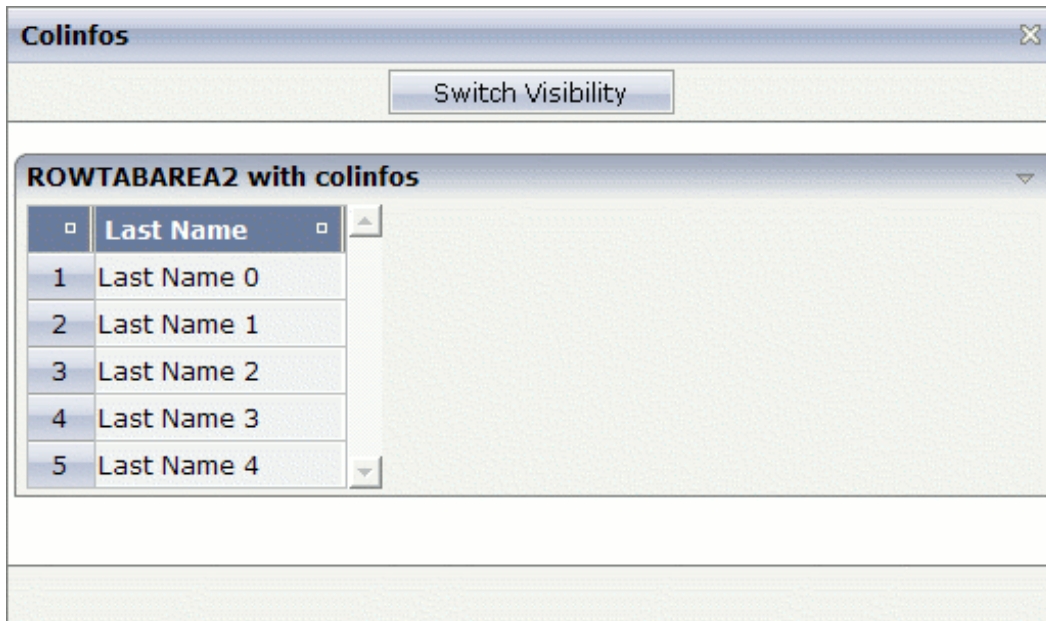 Colinfos
Switch Visibility
ROWTABAREA2 with colinfos
Last Name
1 Last Name 0
2 Last Name 1
3 Last Name 2
4 Last Name 3
5 Last Name 4